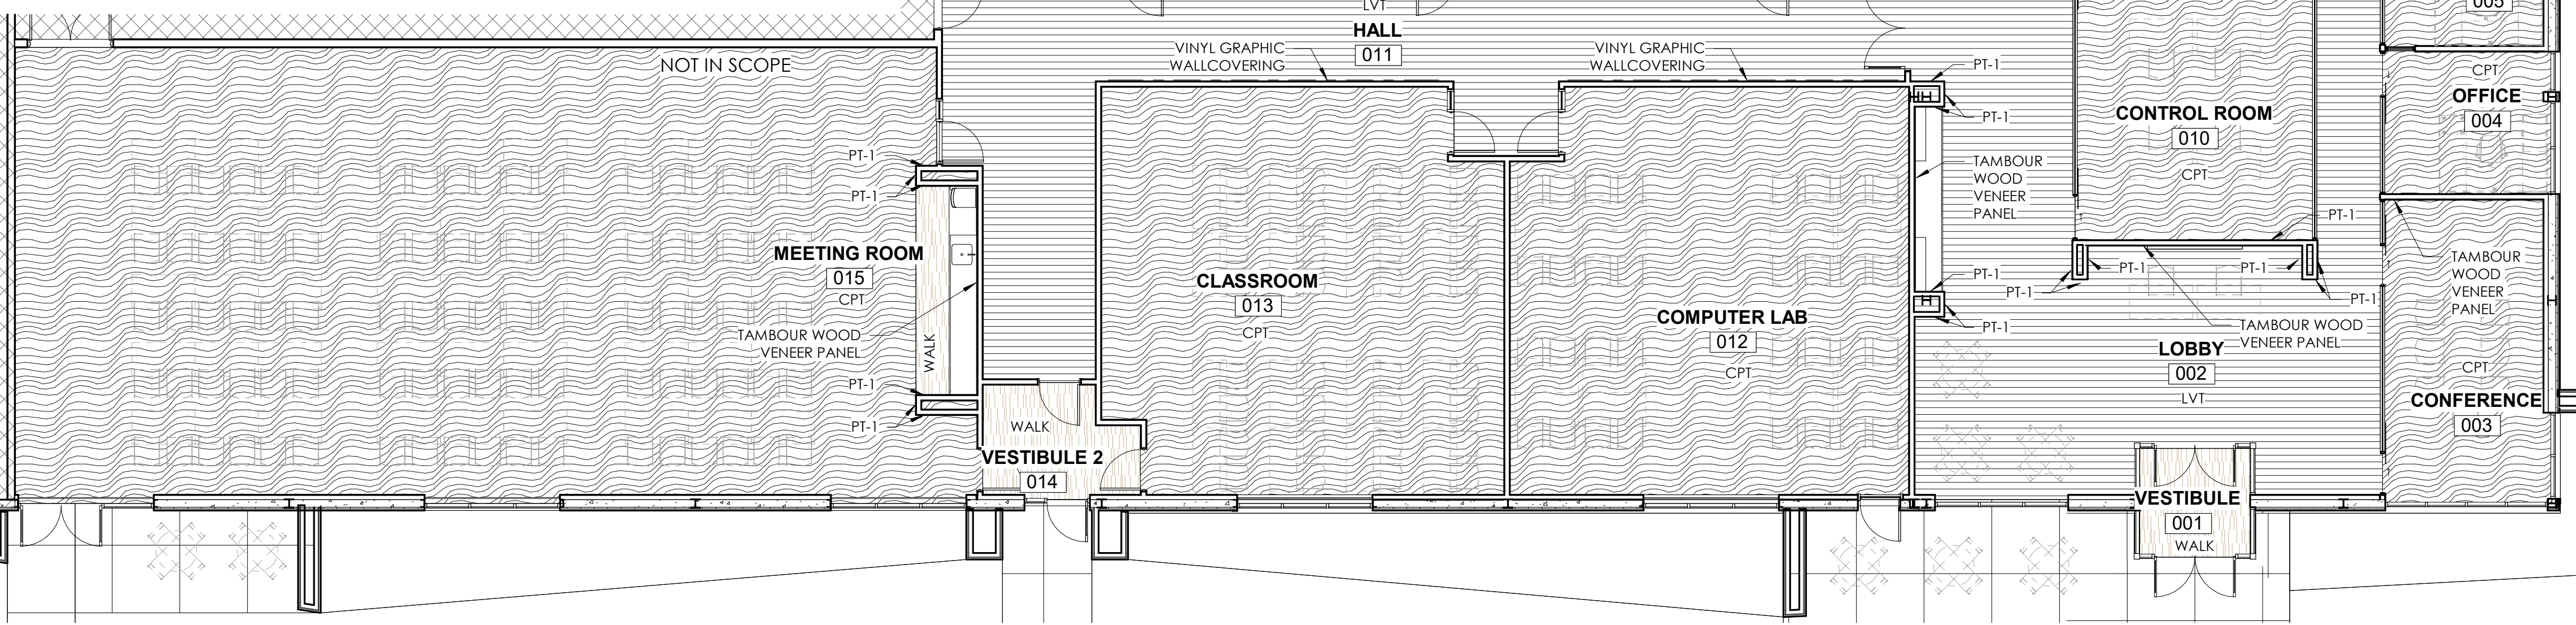 LVT
HALL
011
005
NOT IN SCOPE
VINYL GRAPHIC
WALLCOVERING
VINYL GRAPHIC
WALLCOVERING
PT-1
PT-1
CPT
OFFICE
004
CONTROL ROOM
010
CPT
PT-1
PT-1
TAMBOUR
WOOD
VENEER
PANEL
PT-1
MEETING ROOM
015
CPT
TAMBOUR WOOD
VENEER PANEL
WALK
PT-1
PT-1
CLASSROOM
013
CPT
COMPUTER LAB
012
CPT
PT-1
PT-1
PT-1
PT-1
PT-1
PT-1
TAMBOUR
WOOD
VENEER
PANEL
TAMBOUR WOOD
VENEER PANEL
LOBBY
002
LVT
CPT
CONFERENCE
003
WALK
VESTIBULE 2
014
VESTIBULE
001
WALK